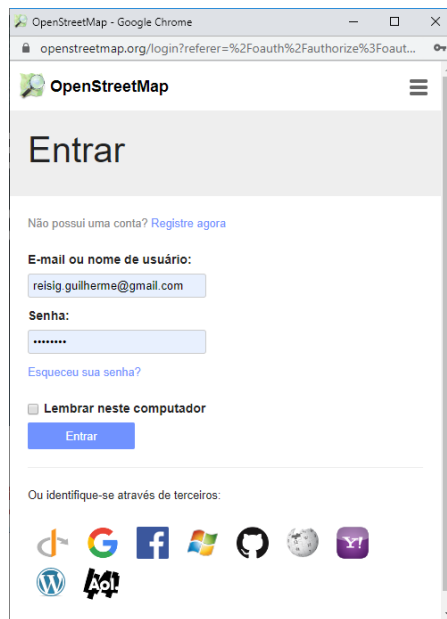 OpenStreetMap - Google Chrome
openstreetmap.org/login?referer=%2Foauth%2Fauthorize%3Foaut...
OpenStreetMap
Entrar
Não possui uma conta? Registre agora
E-mail ou nome de usuário:
reisig.guilherme@gmail.com
Senha:
••••••••
Esqueceu sua senha?
Lembrar neste computador
Entrar
Ou identifique-se através de terceiros:
Y!
Aol.